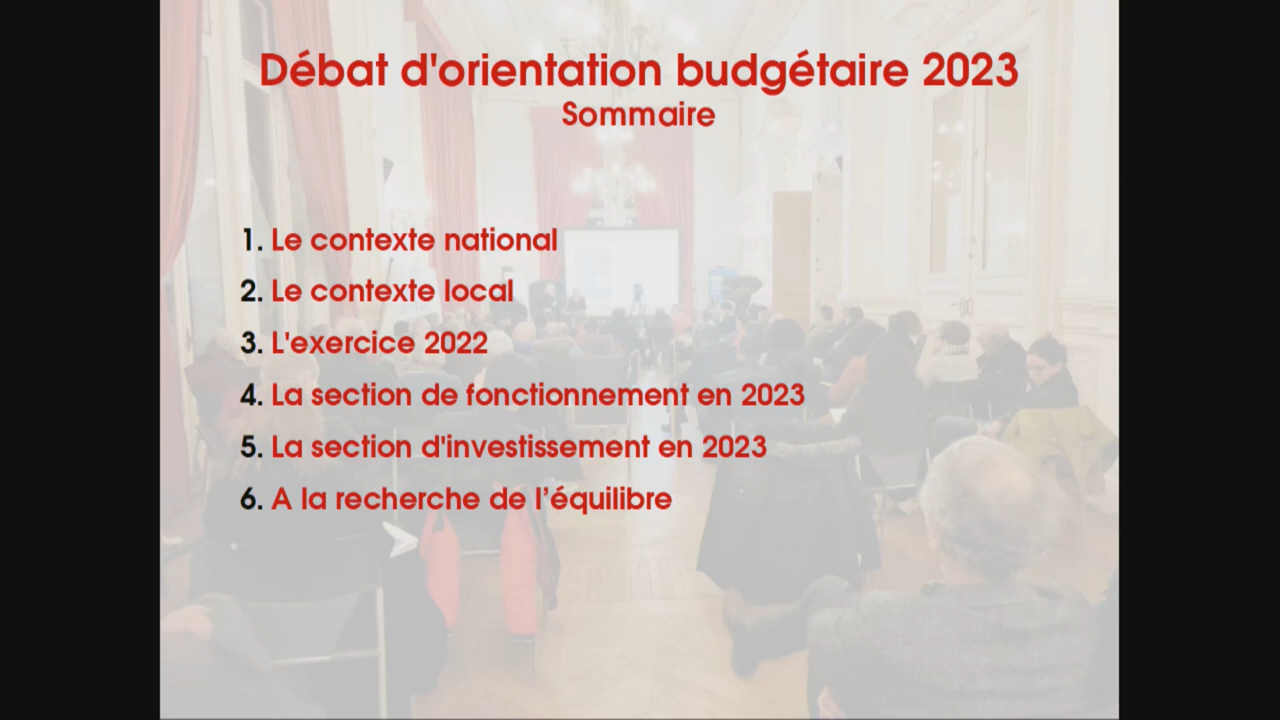 Débat d'orientation budgétaire 2023
Sommaire
1. Le contexte national
2. Le contexte local
3. L'exercice 2022
4. La section de fonctionnement en 2023
5. La section d'investissement en 2023
6. A la recherche de l’équilibre